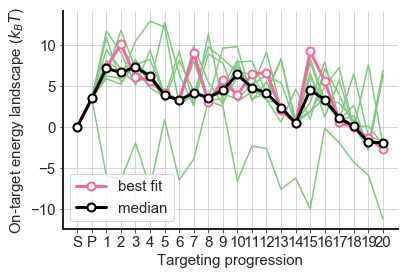 On-target energy landscape (k_BT)
10
5
0
−5
−10
best fit
median
S P 1 2 3 4 5 6 7 8 9 10 11 12 13 14 15 16 17 18 19 20
Targeting progression